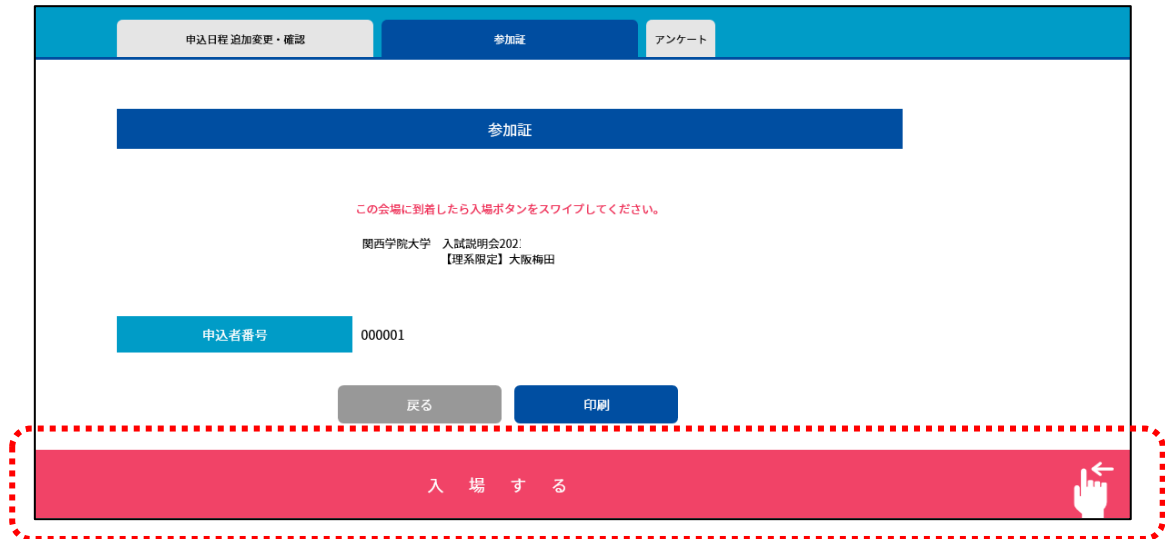 申込日程 追加変更・確認
参加証
アンケート
参加証
この会場に到着したら入場ボタンをスワイプしてください。
関西学院大学 入試説明会202
【理系限定】大阪梅田
申込者番号 000001
戻る
印刷
入場する